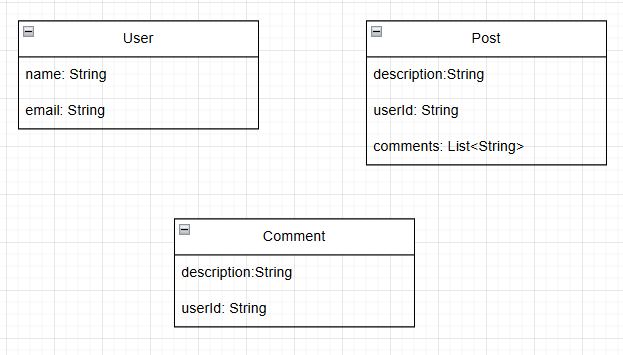 User
name: String
email: String
Post
description:String
userId: String
comments: List<String>
Comment
description:String
userId: String